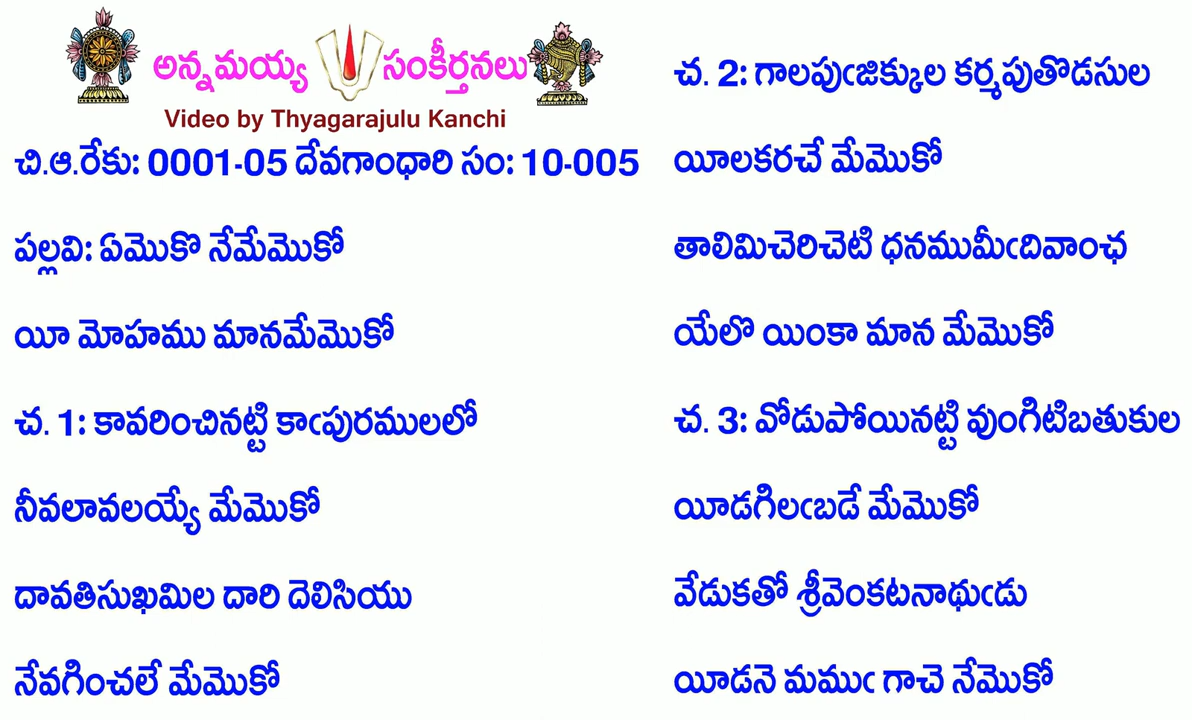 అన్నమయ్య సంకీర్తనలు
Video by Thyagarajulu Kanchi
చి.ఆ.రేకు: 0001-05 దేవగాంధారి సం: 10-005
పల్లవి: ఏమొకొ నేమేమొకో
యీ మోహము మానమేమొకో
చ. 1: కావరించినట్టి కాఁపురములలో
నీవలావలయ్యే మేమొకో
దావతిసుఖమిల దారి దెలిసియు
నేవగించలే మేమొకో
చ. 2: గాలపుఁజిక్కుల కర్మపుతొడసుల
యీలకరచే మేమొకో
తాలిమిచెరిచెటి ధనముమీఁదివాంఛ
యేలొ యింకా మాన మేమొకో
చ. 3: వోడుపోయినట్టి వుంగిటిబతుకుల
యీడగిలఁబడే మేమొకో
వేడుకతో శ్రీవెంకటనాథుఁడు
యీడనె మముఁ గాచె నేమొకో